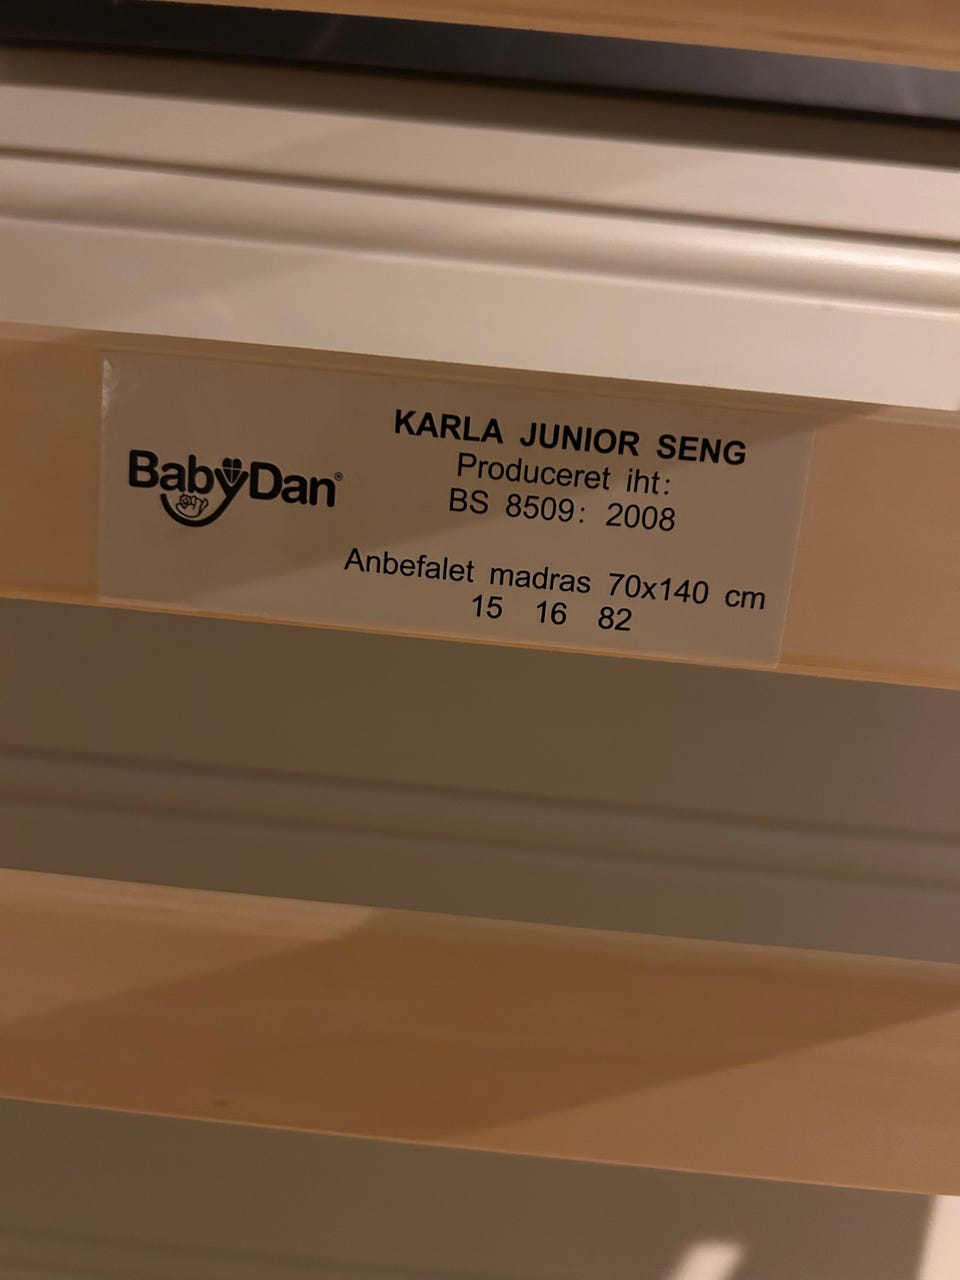 BabyDan®
KARLA JUNIOR SENG
Produceret iht:
BS 8509: 2008
Anbefalet madras 70x140 cm
15 16 82